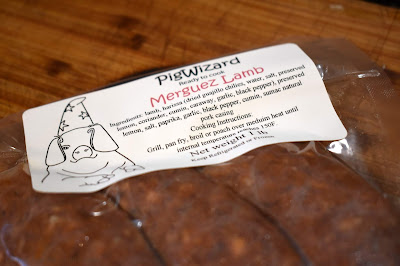 PigWizard
Ready to cook
Merguez Lamb
Ingredients: lamb, harissa (dried guajillo chilies, water, salt, preserved
lemon, coriander, cumin, caraway, garlic, black pepper), preserved
lemon, salt, paprika, garlic, black pepper, cumin, sumac natural
pork casing
Cooking Instructions:
Grill, pan fry, broil or poach over medium heat until
internal temperature reaches 150F
Net weight 1 lb
Keep Refrigerated or Frozen